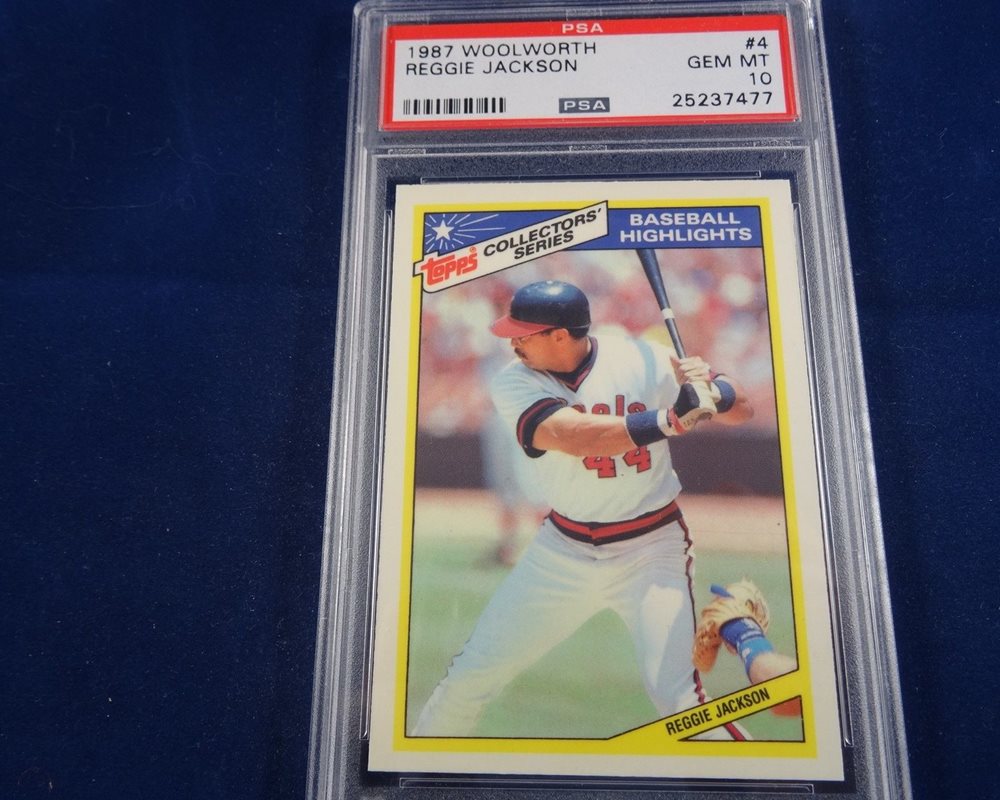 PSA
1987 WOOLWORTH #4
REGGIE JACKSON GEM MT
10
PSA 25237477
topps COLLECTORS' SERIES
BASEBALL
HIGHLIGHTS
44
REGGIE JACKSON